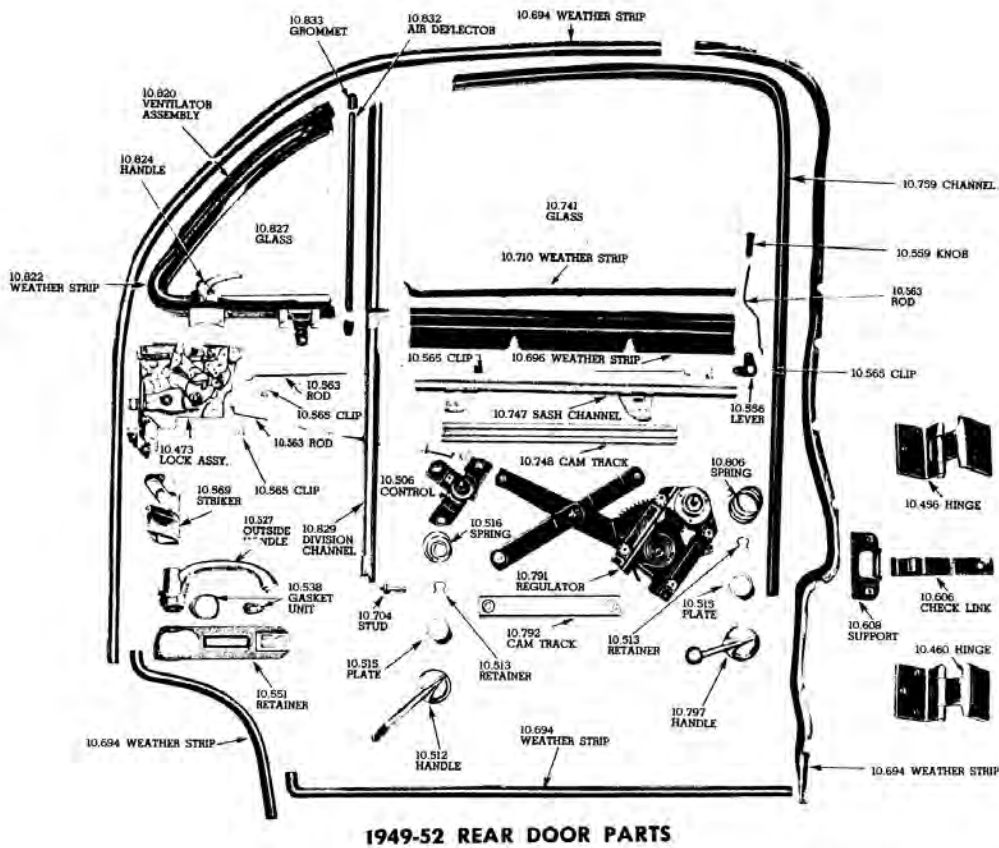 10.833
GROMMET
10.832
AIR DEFLECTOR
10.694 WEATHER STRIP
10.820
VENTILATOR
ASSEMBLY
10.824
HANDLE
10.827
GLASS
10.741
GLASS
10.759 CHANNEL
10.559 KNOB
10.710 WEATHER STRIP
10.822
WEATHER STRIP
10.563
ROD
10.565 CLIP
10.696 WEATHER STRIP
10.565 CLIP
10.563
ROD
10.556
LEVER
10.565 CLIP
10.747 SASH CHANNEL
10.563 ROD
10.473
LOCK ASSY.
10.748 CAM TRACK
10.506
CONTROL
10.806
SPRING
10.565 CLIP
10.456 HINGE
10.569
STRIKER
10.527
OUTSIDE
HANDLE
10.829
DIVISION
CHANNEL
10.516
SPRING
10.538
GASKET
UNIT
10.791
REGULATOR
10.704
STUD
10.515
PLATE
10.606
CHECK LINK
10.608
SUPPORT
10.792
CAM TRACK
10.513
RETAINER
10.515
PLATE
10.513
RETAINER
10.460 HINGE
10.551
RETAINER
10.797
HANDLE
10.694 WEATHER STRIP
10.512
HANDLE
10.694
WEATHER STRIP
10.694 WEATHER STRIP
1949-52 REAR DOOR PARTS